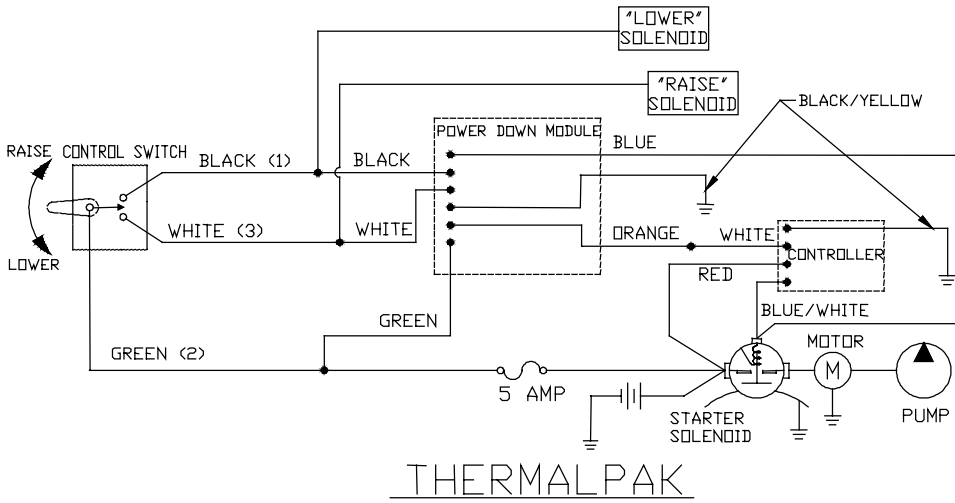 "LOWER"
SOLENOID
"RAISE"
SOLENOID
BLACK/YELLOW
POWER DOWN MODULE
BLUE
RAISE CONTROL SWITCH
BLACK (1)
BLACK
WHITE (3)
WHITE
ORANGE
WHITE
CONTROLLER
LOWER
RED
GREEN
BLUE/WHITE
GREEN (2)
MOTOR
M
5 AMP
STARTER
SOLENOID
PUMP
THERMALPAK